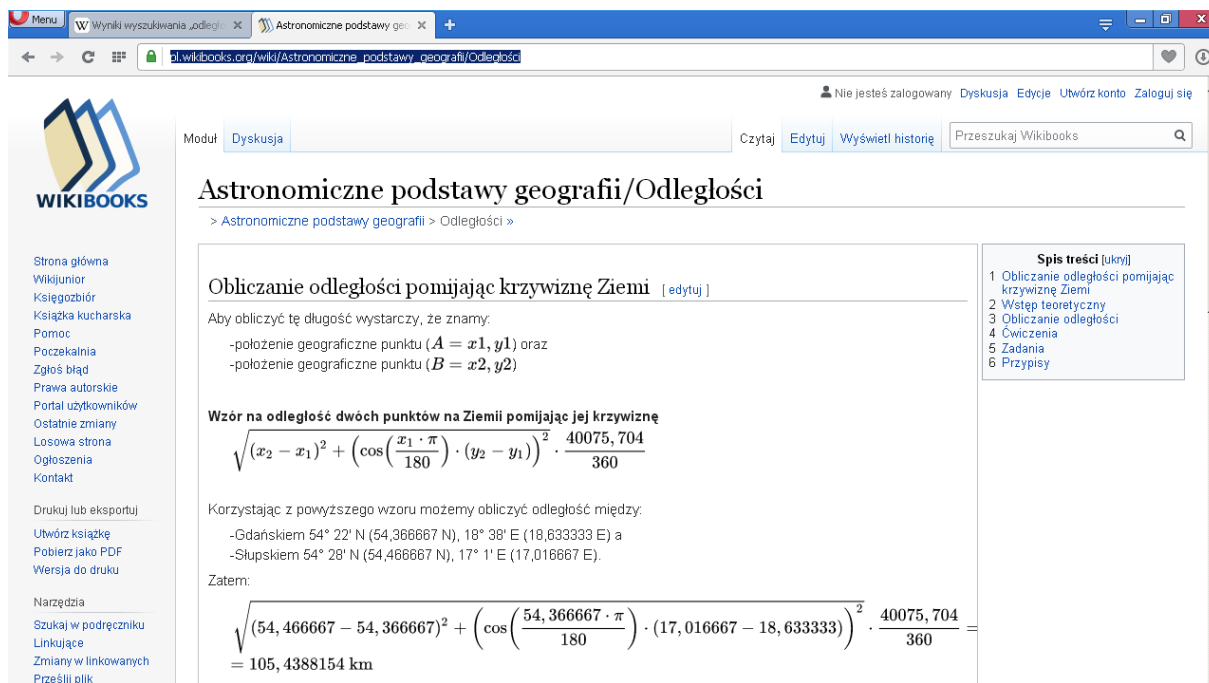 Menu
Wyniki wyszukiwania „odległo
Astronomiczne podstawy geo
pl.wikibooks.org/wiki/Astronomiczne_podstawy_geografii/Odległości
Nie jesteś zalogowany Dyskusja Edycje Utwórz konto Zaloguj się
Moduł Dyskusja Czytaj Edytuj Wyświetl historię Przeszukaj Wikibooks
WIKIBOOKS
Astronomiczne podstawy geografii/Odległości
> Astronomiczne podstawy geografii > Odległości »
Strona główna
Wikijunior
Księgozbiór
Książka kucharska
Pomoc
Poczekalnia
Zgłoś błąd
Prawa autorskie
Portal użytkowników
Ostatnie zmiany
Losowa strona
Ogłoszenia
Kontakt
Drukuj lub eksportuj
Utwórz książkę
Pobierz jako PDF
Wersja do druku
Narzędzia
Szukaj w podręczniku
Linkujące
Zmiany w linkowanych
Prześlij plik
Obliczanie odległości pomijając krzywiznę Ziemi [ edytuj ]
Aby obliczyć tę długość wystarczy, że znamy:
-położenie geograficzne punktu (A = x1, y1) oraz
-położenie geograficzne punktu (B = x2, y2)
Wzór na odległość dwóch punktów na Ziemii pomijając jej krzywiznę
√((x₂ − x₁)² + (cos(x₁ · π / 180) · (y₂ − y₁))²) · 40075,704 / 360
Korzystając z powyższego wzoru możemy obliczyć odległość między:
-Gdańskiem 54° 22' N (54,366667 N), 18° 38' E (18,633333 E) a
-Słupskiem 54° 28' N (54,466667 N), 17° 1' E (17,016667 E).
Zatem:
√((54,466667 − 54,366667)² + (cos(54,366667 · π / 180) · (17,016667 − 18,633333))²) · 40075,704 / 360 =
= 105,4388154 km
Spis treści [ukryj]
1 Obliczanie odległości pomijając
krzywiznę Ziemi
2 Wstęp teoretyczny
3 Obliczanie odległości
4 Ćwiczenia
5 Zadania
6 Przypisy